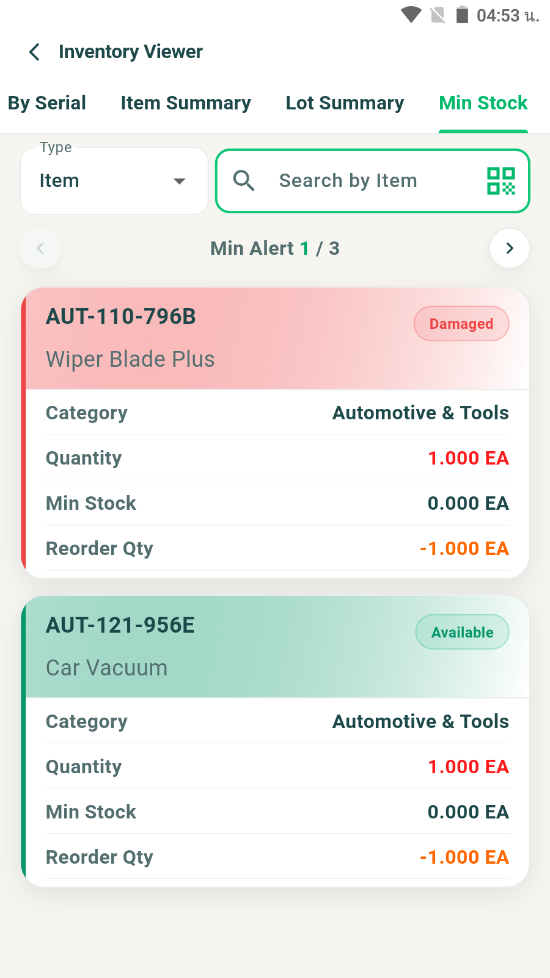 04:53 น.
Inventory Viewer
By Serial Item Summary Lot Summary Min Stock
Type
Item
Search by Item
Min Alert 1 / 3
AUT-110-796B
Damaged
Wiper Blade Plus
Category Automotive & Tools
Quantity 1.000 EA
Min Stock 0.000 EA
Reorder Qty -1.000 EA
AUT-121-956E
Available
Car Vacuum
Category Automotive & Tools
Quantity 1.000 EA
Min Stock 0.000 EA
Reorder Qty -1.000 EA